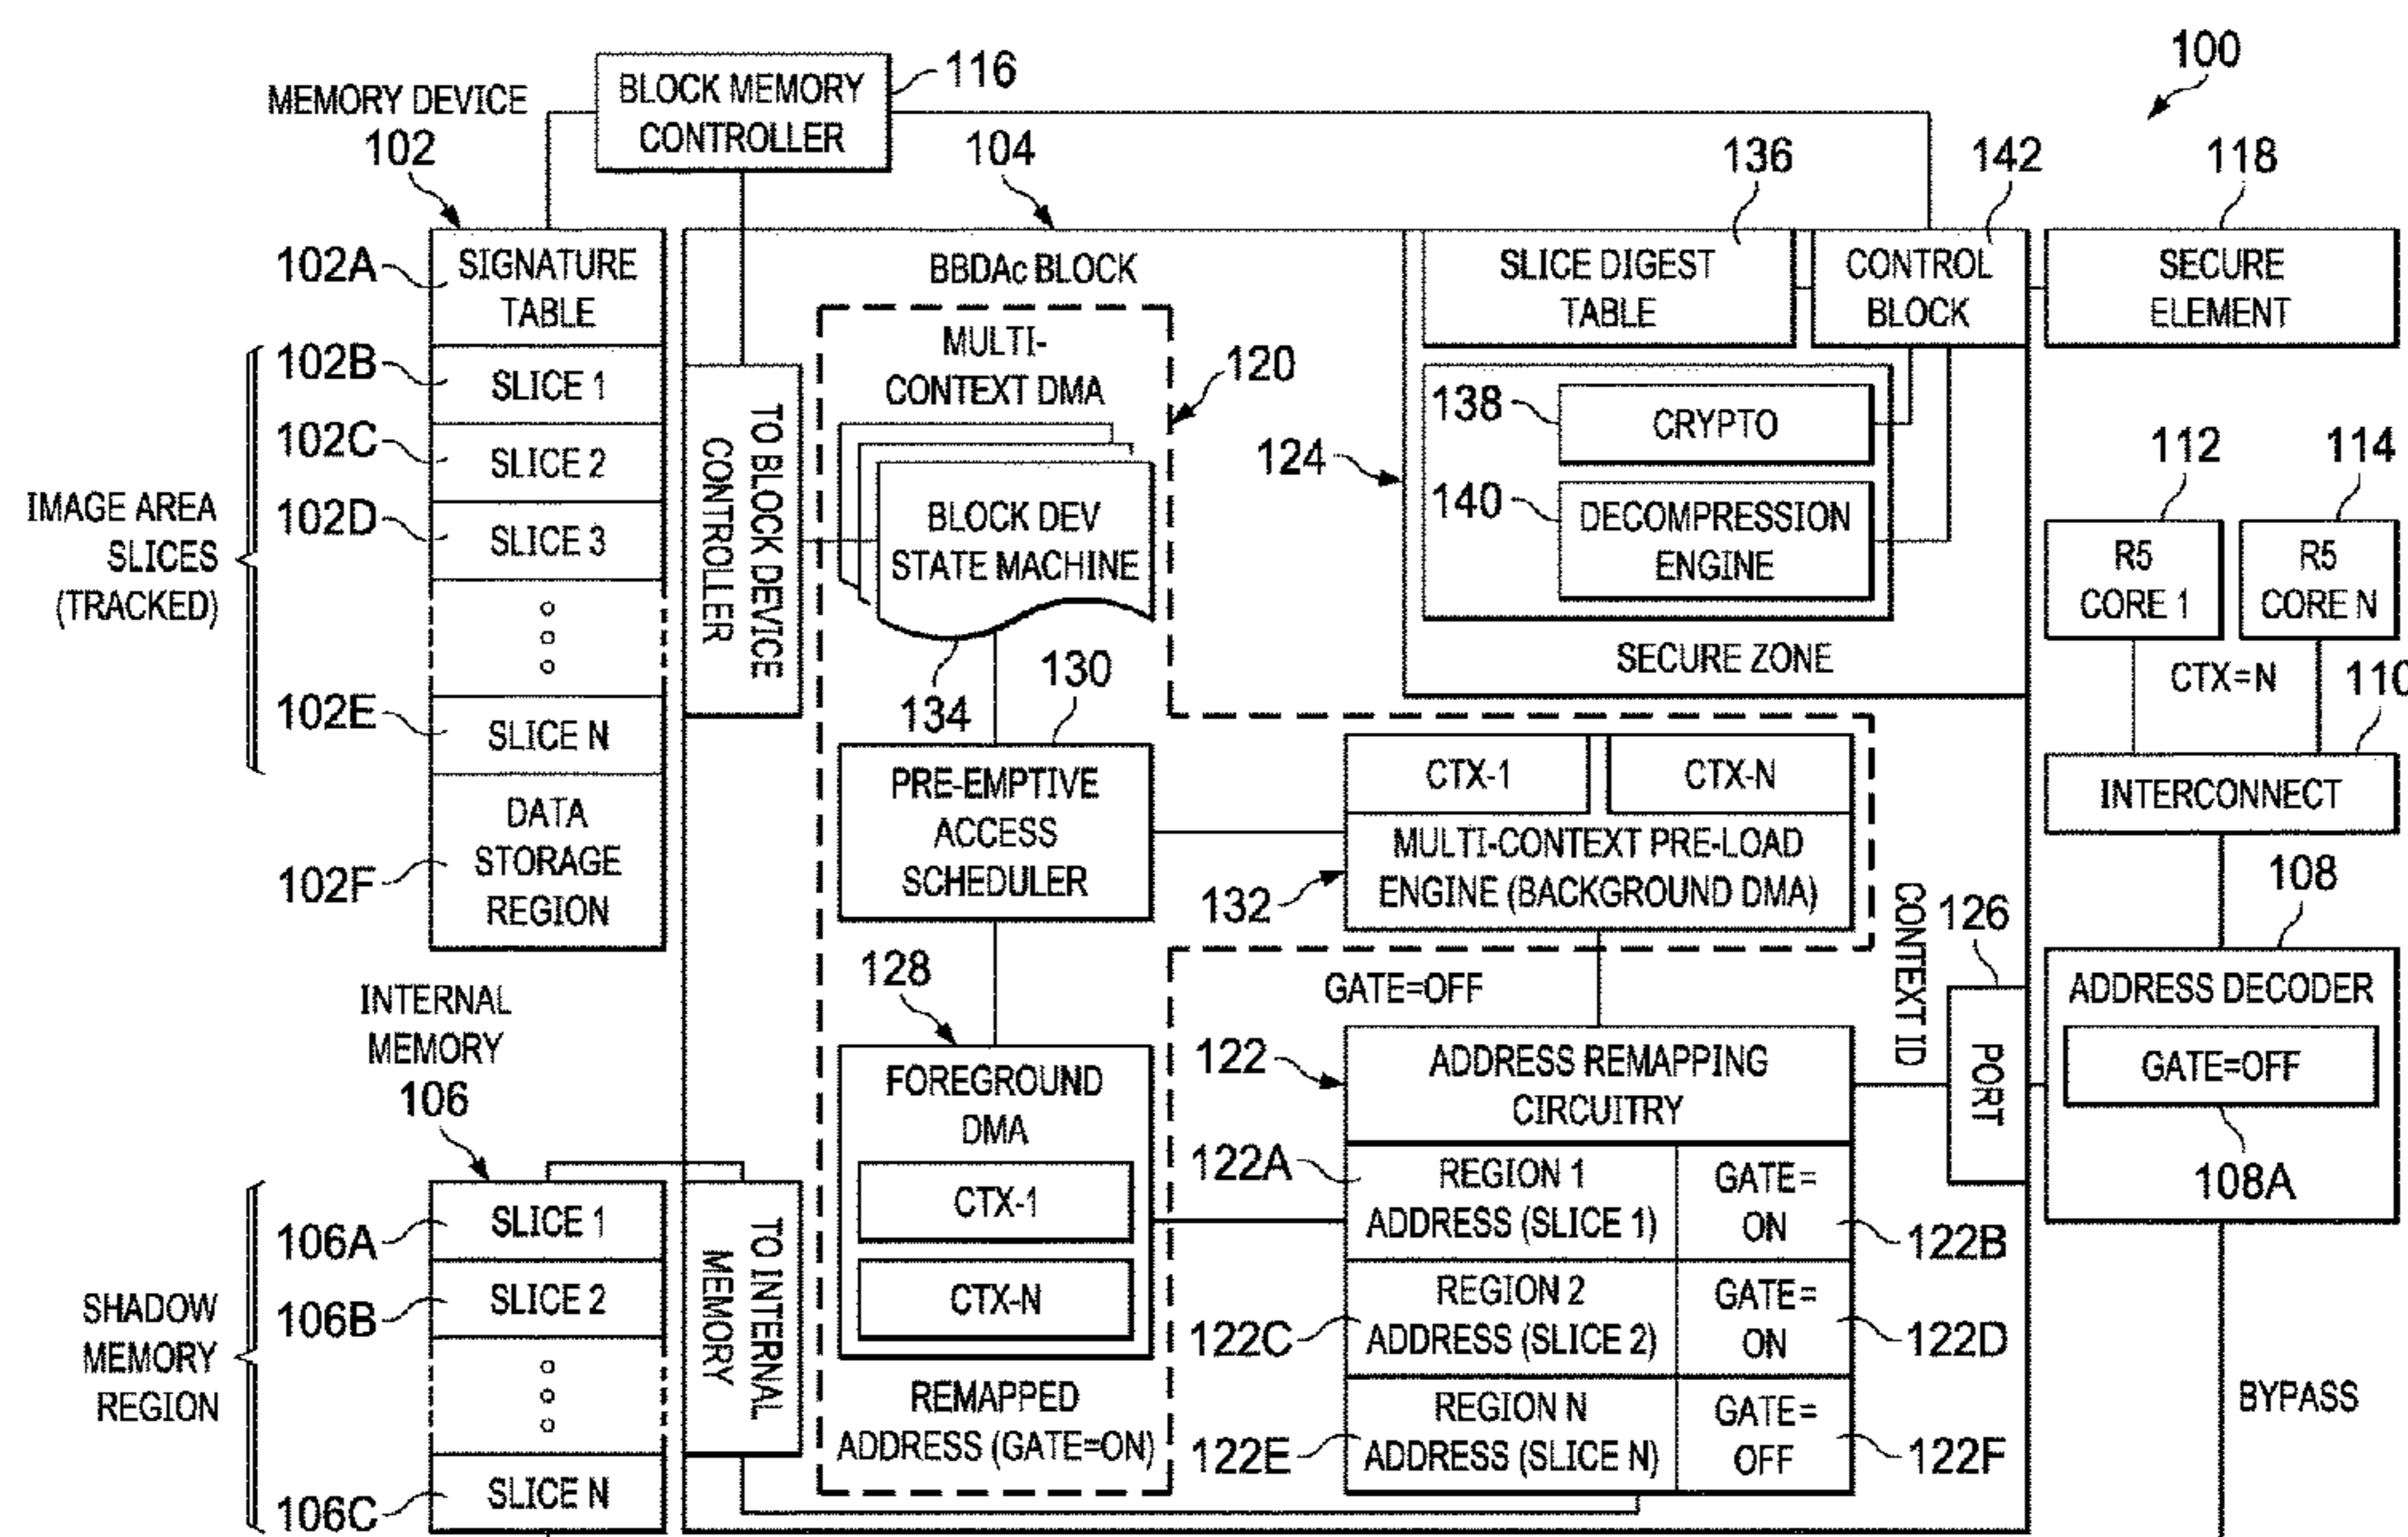 100
MEMORY DEVICE
102
BLOCK MEMORY
CONTROLLER
116
104
136
142
118
102A
SIGNATURE
TABLE
BBDAc BLOCK
SLICE DIGEST
TABLE
CONTROL
BLOCK
SECURE
ELEMENT
IMAGE AREA
SLICES
(TRACKED)
102B
SLICE 1
102C
SLICE 2
102D
SLICE 3
102E
SLICE N
102F
DATA
STORAGE
REGION
TO BLOCK DEVICE
CONTROLLER
MULTI-
CONTEXT DMA
120
BLOCK DEV
STATE MACHINE
134
130
PRE-EMPTIVE
ACCESS
SCHEDULER
124
138
CRYPTO
140
DECOMPRESSION
ENGINE
SECURE ZONE
112
114
R5
CORE 1
R5
CORE N
CTX=N
110
INTERCONNECT
CTX-1
CTX-N
MULTI-CONTEXT PRE-LOAD
ENGINE (BACKGROUND DMA)
132
CONTEXT ID
126
PORT
108
ADDRESS DECODER
GATE=OFF
108A
INTERNAL
MEMORY
106
SHADOW
MEMORY
REGION
106A
SLICE 1
106B
SLICE 2
106C
SLICE N
TO INTERNAL
MEMORY
128
FOREGROUND
DMA
CTX-1
CTX-N
REMAPPED
ADDRESS (GATE=ON)
GATE=OFF
122
ADDRESS REMAPPING
CIRCUITRY
122A
REGION 1
ADDRESS (SLICE 1)
GATE=
ON
122B
122C
REGION 2
ADDRESS (SLICE 2)
GATE=
ON
122D
122E
REGION N
ADDRESS (SLICE N)
GATE=
OFF
122F
BYPASS